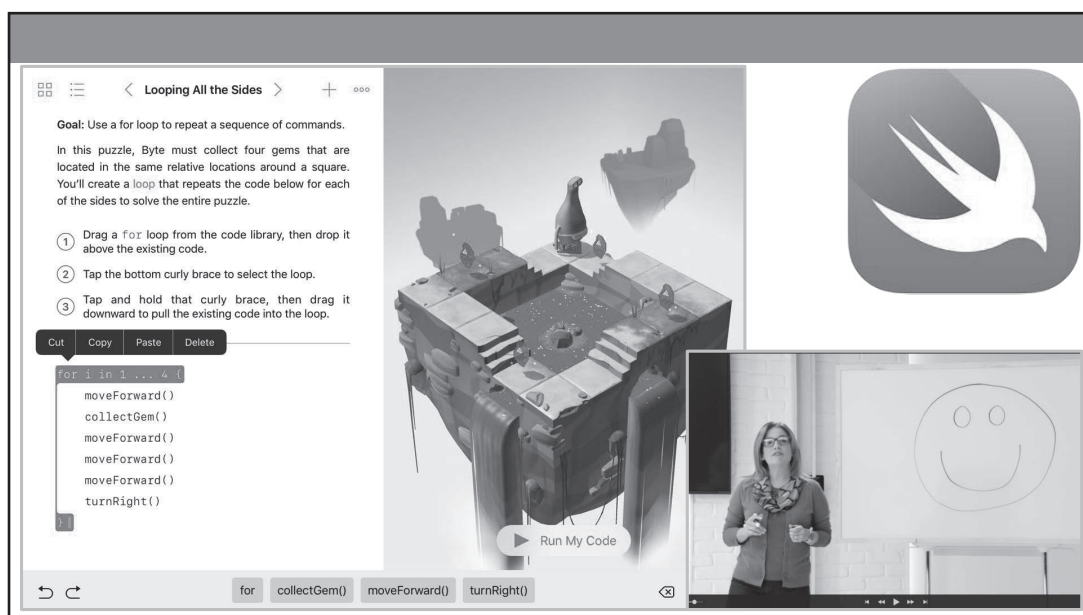 Looping All the Sides
Goal: Use a for loop to repeat a sequence of commands.
In this puzzle, Byte must collect four gems that are
located in the same relative locations around a square.
You'll create a loop that repeats the code below for each
of the sides to solve the entire puzzle.
1 Drag a for loop from the code library, then drop it
above the existing code.
2 Tap the bottom curly brace to select the loop.
3 Tap and hold that curly brace, then drag it
downward to pull the existing code into the loop.
Cut Copy Paste Delete
for i in 1 ... 4 {
moveForward()
collectGem()
moveForward()
moveForward()
moveForward()
turnRight()
}
Run My Code
for collectGem() moveForward() turnRight()